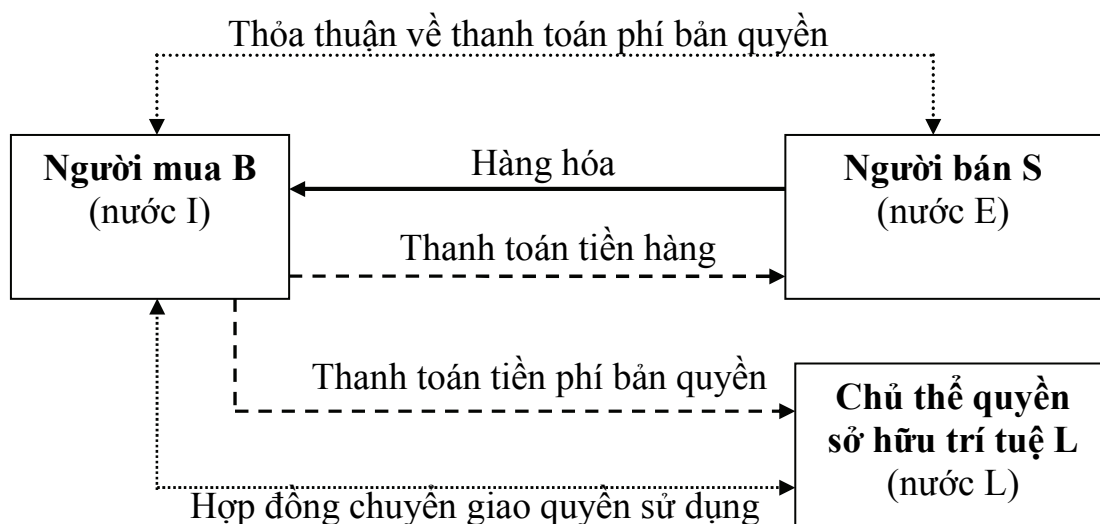 Thỏa thuận về thanh toán phí bản quyền
Người mua B
(nước I)
Hàng hóa
Người bán S
(nước E)
Thanh toán tiền hàng
Thanh toán tiền phí bản quyền
Chủ thể quyền
sở hữu trí tuệ L
(nước L)
Hợp đồng chuyển giao quyền sử dụng